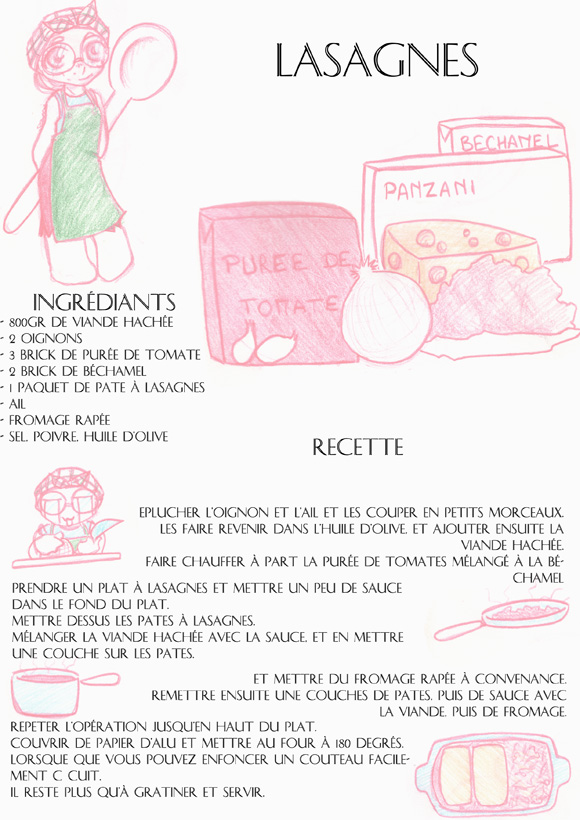 LASAGNES
BECHAMEL
PANZANI
PUREE DE
TOMATE
INGRÉDIANTS
- 800GR DE VIANDE HACHÉE
- 2 OIGNONS
- 3 BRICK DE PURÉE DE TOMATE
- 2 BRICK DE BÉCHAMEL
- 1 PAQUET DE PATE À LASAGNES
- AIL
- FROMAGE RAPÉE
- SEL, POIVRE, HUILE D'OLIVE
RECETTE
EPLUCHER L'OIGNON ET L'AIL ET LES COUPER EN PETITS MORCEAUX.
LES FAIRE REVENIR DANS L'HUILE D'OLIVE, ET AJOUTER ENSUITE LA
VIANDE HACHÉE.
FAIRE CHAUFFER À PART LA PURÉE DE TOMATES MÉLANGÉ À LA BÉ-
CHAMEL
PRENDRE UN PLAT À LASAGNES ET METTRE UN PEU DE SAUCE
DANS LE FOND DU PLAT.
METTRE DESSUS LES PATES À LASAGNES.
MÉLANGER LA VIANDE HACHÉE AVEC LA SAUCE, ET EN METTRE
UNE COUCHE SUR LES PATES.
ET METTRE DU FROMAGE RAPÉE À CONVENANCE.
REMETTRE ENSUITE UNE COUCHES DE PATES, PUIS DE SAUCE AVEC
LA VIANDE, PUIS DE FROMAGE.
REPETER L'OPÉRATION JUSQU'EN HAUT DU PLAT.
COUVRIR DE PAPIER D'ALU ET METTRE AU FOUR À 180 DEGRÉS.
LORSQUE QUE VOUS POUVEZ ENFONCER UN COUTEAU FACILE-
MENT C CUIT.
IL RESTE PLUS QU'À GRATINER ET SERVIR.